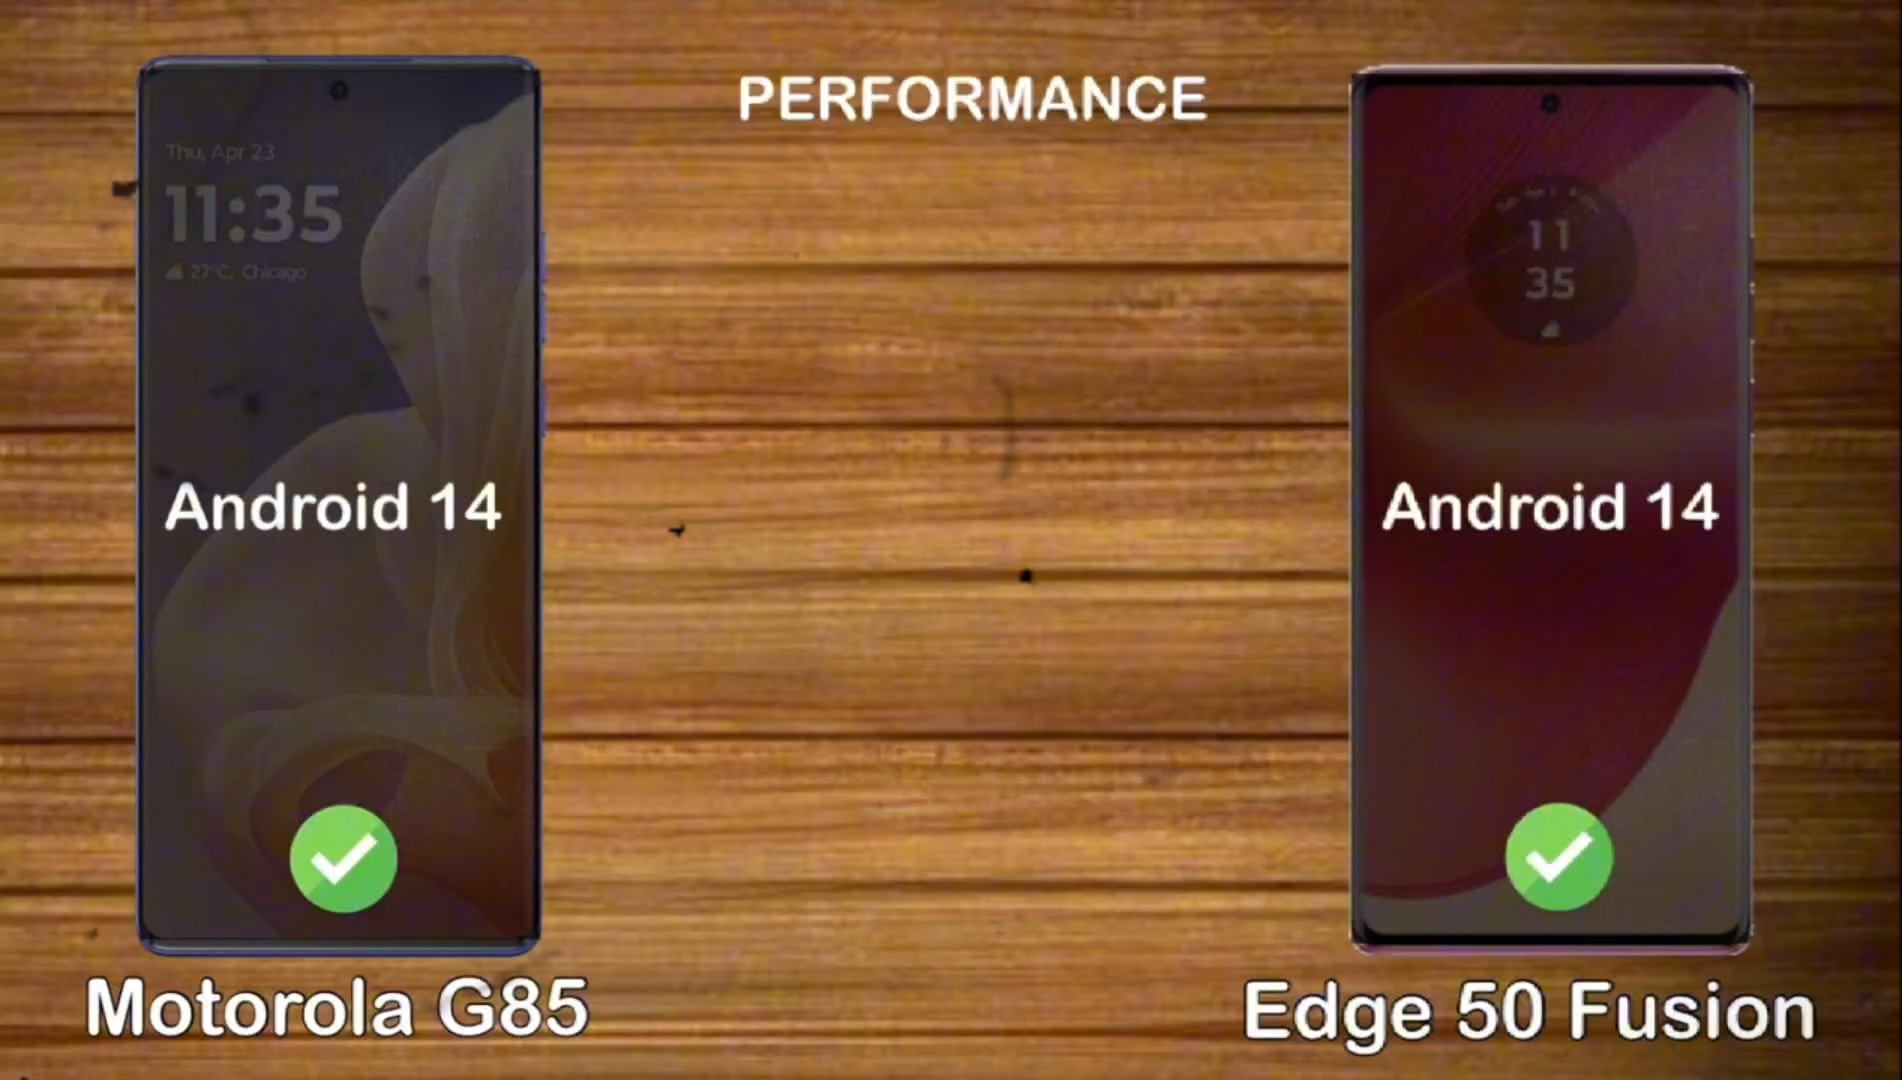 PERFORMANCE
Thu, Apr 23
11:35
27°C, Chicago
Android 14
Motorola G85
11
35
Android 14
Edge 50 Fusion